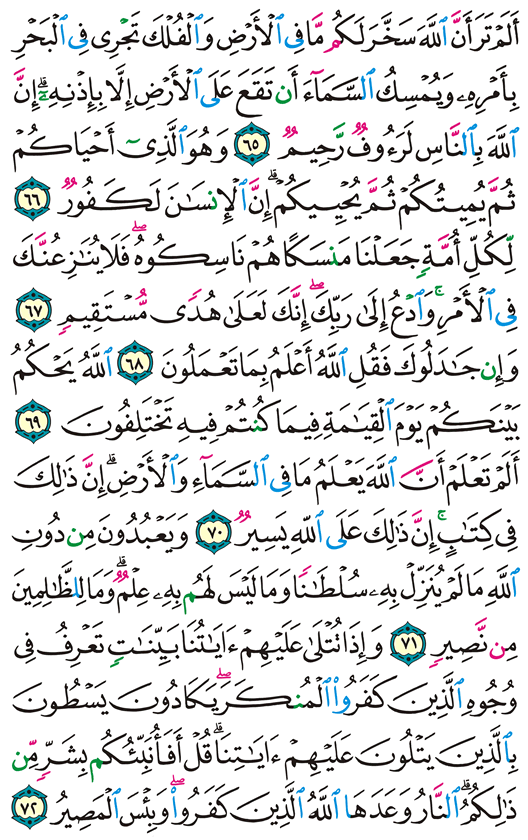 أَلَمْ تَرَ أَنَّ ٱللَّهَ سَخَّرَ لَكُم مَّا فِى ٱلْأَرْضِ وَٱلْفُلْكَ تَجْرِى فِى ٱلْبَحْرِ
بِأَمْرِهِۦ وَيُمْسِكُ ٱلسَّمَآءَ أَن تَقَعَ عَلَى ٱلْأَرْضِ إِلَّا بِإِذْنِهِۦٓ ۗ إِنَّ
ٱللَّهَ بِٱلنَّاسِ لَرَءُوفٌ رَّحِيمٌ ٦٥ وَهُوَ ٱلَّذِىٓ أَحْيَاكُمْ
ثُمَّ يُمِيتُكُمْ ثُمَّ يُحْيِيكُمْ ۗ إِنَّ ٱلْإِنسَـٰنَ لَكَفُورٌ ٦٦
لِّكُلِّ أُمَّةٍ جَعَلْنَا مَنسَكًا هُمْ نَاسِكُوهُ ۖ فَلَا يُنَـٰزِعُنَّكَ
فِى ٱلْأَمْرِ ۚ وَٱدْعُ إِلَىٰ رَبِّكَ ۖ إِنَّكَ لَعَلَىٰ هُدًى مُّسْتَقِيمٍ ٦٧
وَإِن جَـٰدَلُوكَ فَقُلِ ٱللَّهُ أَعْلَمُ بِمَا تَعْمَلُونَ ٦٨ ٱللَّهُ يَحْكُمُ
بَيْنَكُمْ يَوْمَ ٱلْقِيَـٰمَةِ فِيمَا كُنتُمْ فِيهِ تَخْتَلِفُونَ ٦٩
أَلَمْ تَعْلَمْ أَنَّ ٱللَّهَ يَعْلَمُ مَا فِى ٱلسَّمَآءِ وَٱلْأَرْضِ ۗ إِنَّ ذَٰلِكَ
فِى كِتَـٰبٍ ۚ إِنَّ ذَٰلِكَ عَلَى ٱللَّهِ يَسِيرٌ ٧٠ وَيَعْبُدُونَ مِن دُونِ
ٱللَّهِ مَا لَمْ يُنَزِّلْ بِهِۦ سُلْطَـٰنًا وَمَا لَيْسَ لَهُم بِهِۦ عِلْمٌ ۗ وَمَا لِلظَّـٰلِمِينَ
مِن نَّصِيرٍ ٧١ وَإِذَا تُتْلَىٰ عَلَيْهِمْ ءَايَـٰتُنَا بَيِّنَـٰتٍ تَعْرِفُ فِى
وُجُوهِ ٱلَّذِينَ كَفَرُوا۟ ٱلْمُنكَرَ ۖ يَكَادُونَ يَسْطُونَ
بِٱلَّذِينَ يَتْلُونَ عَلَيْهِمْ ءَايَـٰتِنَا ۗ قُلْ أَفَأُنَبِّئُكُم بِشَرٍّ مِّن
ذَٰلِكُمُ ۗ ٱلنَّارُ وَعَدَهَا ٱللَّهُ ٱلَّذِينَ كَفَرُوا۟ ۖ وَبِئْسَ ٱلْمَصِيرُ ٧٢